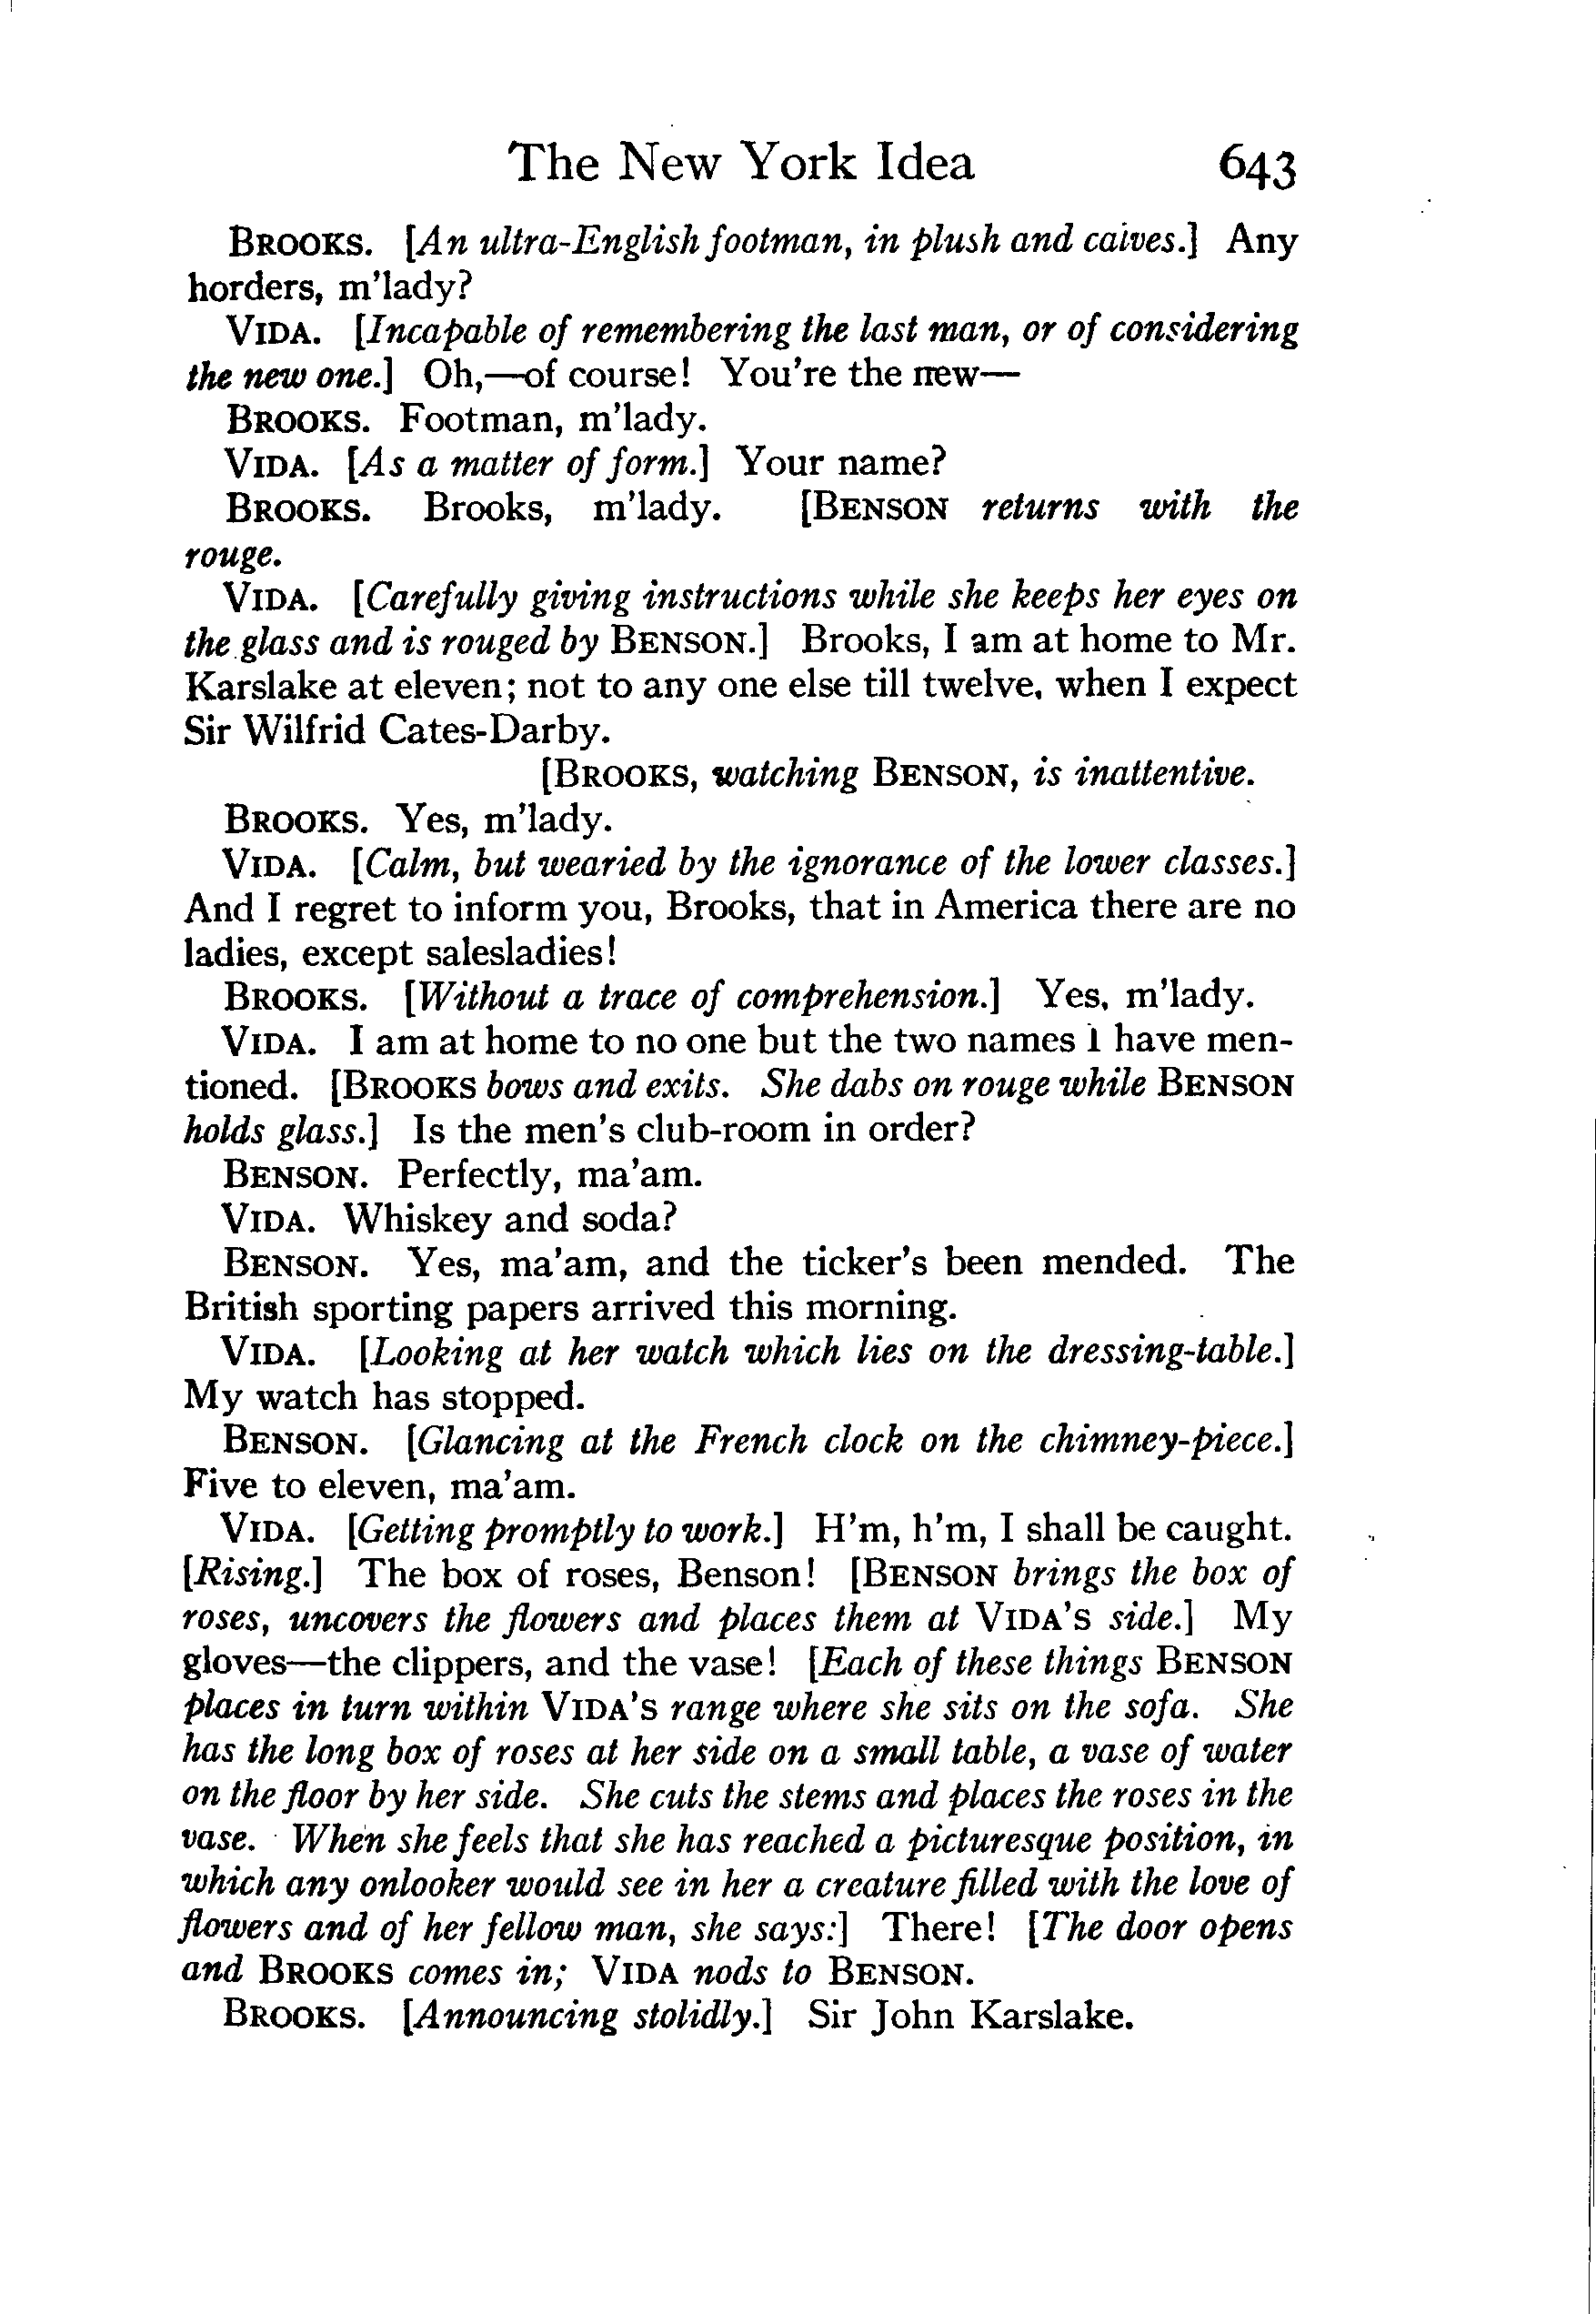 The New York Idea 643
BROOKS. [An ultra-English footman, in plush and calves.] Any
horders, m'lady?
VIDA. [Incapable of remembering the last man, or of considering
the new one.] Oh,—of course! You're the new—
BROOKS. Footman, m'lady.
VIDA. [As a matter of form.] Your name?
BROOKS. Brooks, m'lady. [BENSON returns with the
rouge.
VIDA. [Carefully giving instructions while she keeps her eyes on
the glass and is rouged by BENSON.] Brooks, I am at home to Mr.
Karslake at eleven; not to any one else till twelve, when I expect
Sir Wilfrid Cates-Darby.
[BROOKS, watching BENSON, is inattentive.
BROOKS. Yes, m'lady.
VIDA. [Calm, but wearied by the ignorance of the lower classes.]
And I regret to inform you, Brooks, that in America there are no
ladies, except salesladies!
BROOKS. [Without a trace of comprehension.] Yes, m'lady.
VIDA. I am at home to no one but the two names I have men-
tioned. [BROOKS bows and exits. She dabs on rouge while BENSON
holds glass.] Is the men's club-room in order?
BENSON. Perfectly, ma'am.
VIDA. Whiskey and soda?
BENSON. Yes, ma'am, and the ticker's been mended. The
British sporting papers arrived this morning.
VIDA. [Looking at her watch which lies on the dressing-table.]
My watch has stopped.
BENSON. [Glancing at the French clock on the chimney-piece.]
Five to eleven, ma'am.
VIDA. [Getting promptly to work.] H'm, h'm, I shall be caught.
[Rising.] The box of roses, Benson! [BENSON brings the box of
roses, uncovers the flowers and places them at VIDA'S side.] My
gloves—the clippers, and the vase! [Each of these things BENSON
places in turn within VIDA'S range where she sits on the sofa. She
has the long box of roses at her side on a small table, a vase of water
on the floor by her side. She cuts the stems and places the roses in the
vase. When she feels that she has reached a picturesque position, in
which any onlooker would see in her a creature filled with the love of
flowers and of her fellow man, she says:] There! [The door opens
and BROOKS comes in; VIDA nods to BENSON.
BROOKS. [Announcing stolidly.] Sir John Karslake.